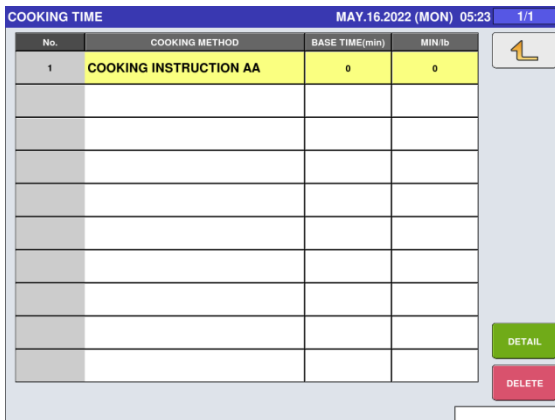 COOKING TIME MAY.16.2022 (MON) 05:23 1/1
No. COOKING METHOD BASE TIME(min) MIN/lb
1 COOKING INSTRUCTION AA 0 0
DETAIL
DELETE